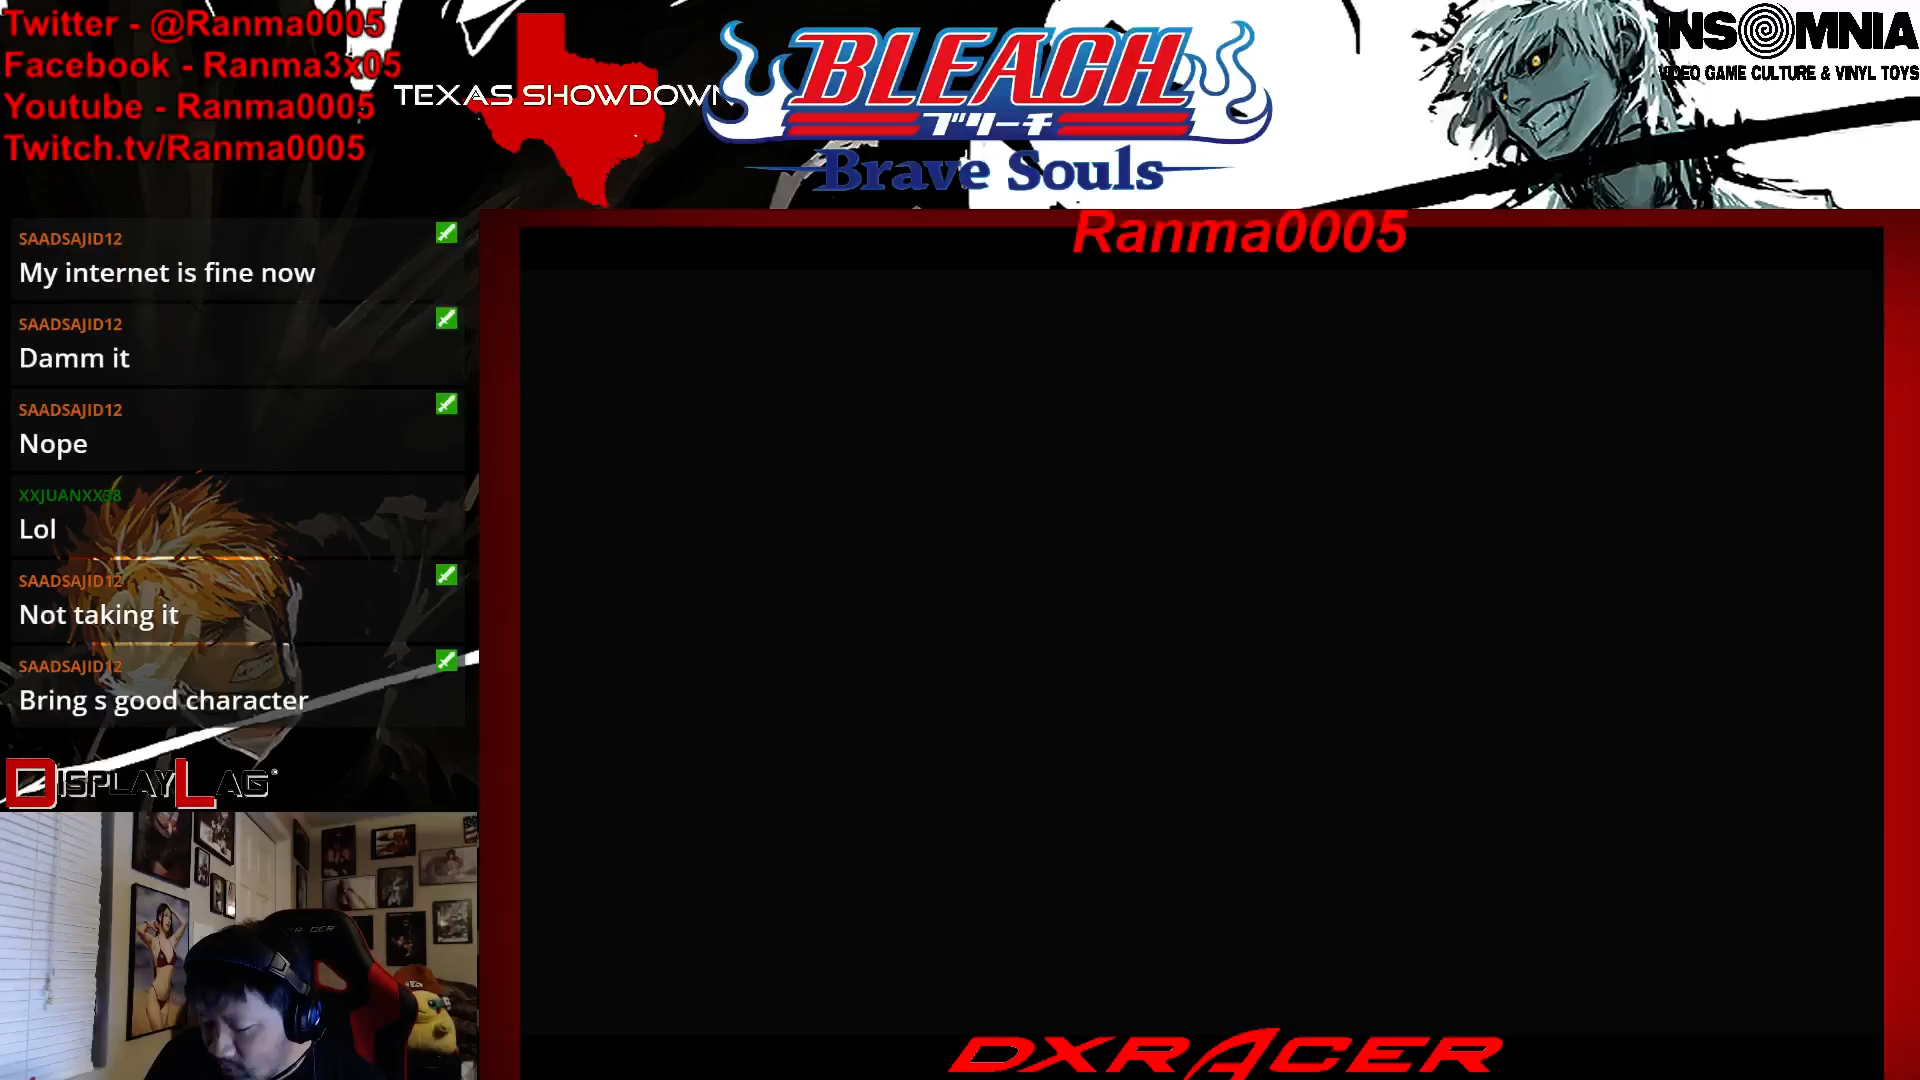 Twitter - @Ranma0005
Facebook - Ranma3x05
Youtube - Ranma0005
Twitch.tv/Ranma0005
TEXAS SHOWDOWN
BLEACH
ブリーチ
Brave Souls
INSOMNIA
VIDEO GAME CULTURE & VINYL TOYS
Ranma0005
SAADSAJID12
My internet is fine now
SAADSAJID12
Damm it
SAADSAJID12
Nope
XXJUANXX38
Lol
SAADSAJID12
Not taking it
SAADSAJID12
Bring s good character
DISPLAYLAG
DXRACER